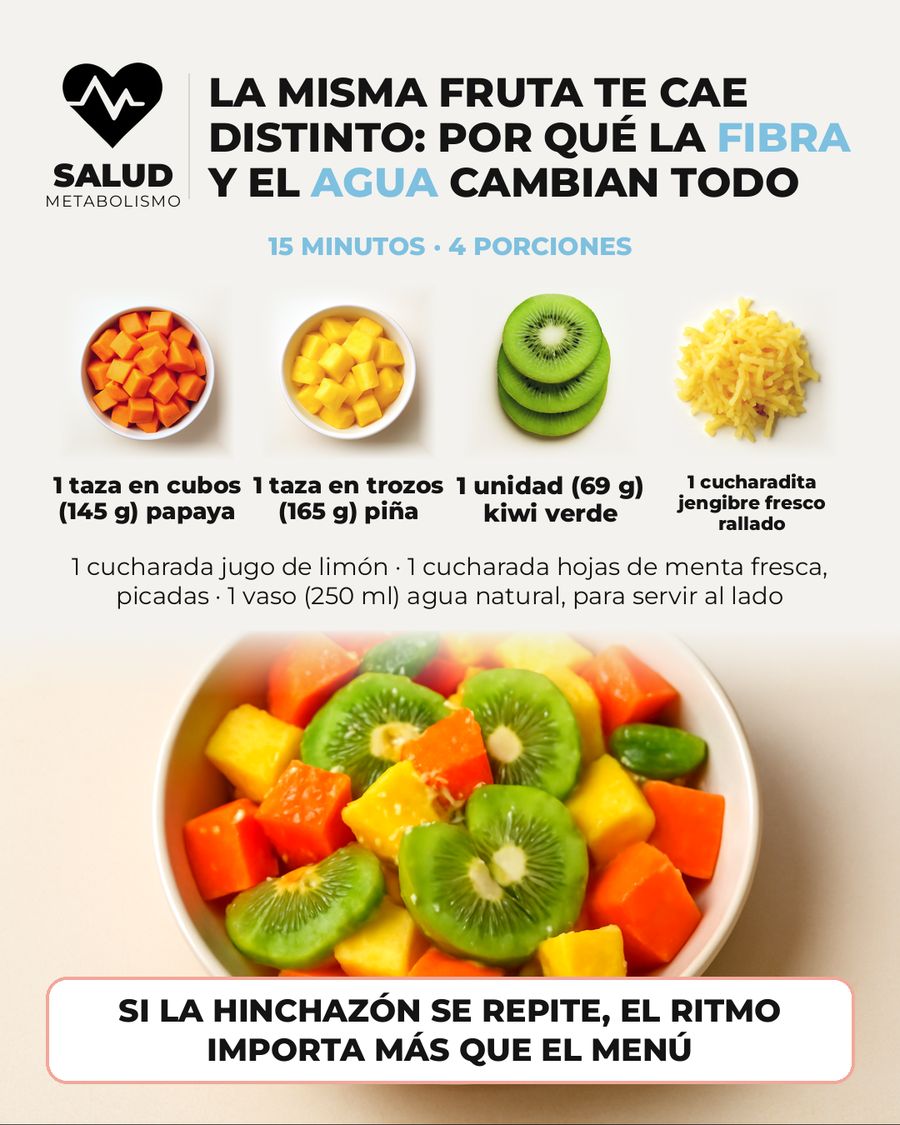 SALUD
METABOLISMO
LA MISMA FRUTA TE CAE
DISTINTO: POR QUÉ LA FIBRA
Y EL AGUA CAMBIAN TODO
15 MINUTOS · 4 PORCIONES
1 taza en cubos
(145 g) papaya
1 taza en trozos
(165 g) piña
1 unidad (69 g)
kiwi verde
1 cucharadita
jengibre fresco
rallado
1 cucharada jugo de limón · 1 cucharada hojas de menta fresca,
picadas · 1 vaso (250 ml) agua natural, para servir al lado
SI LA HINCHAZÓN SE REPITE, EL RITMO
IMPORTA MÁS QUE EL MENÚ